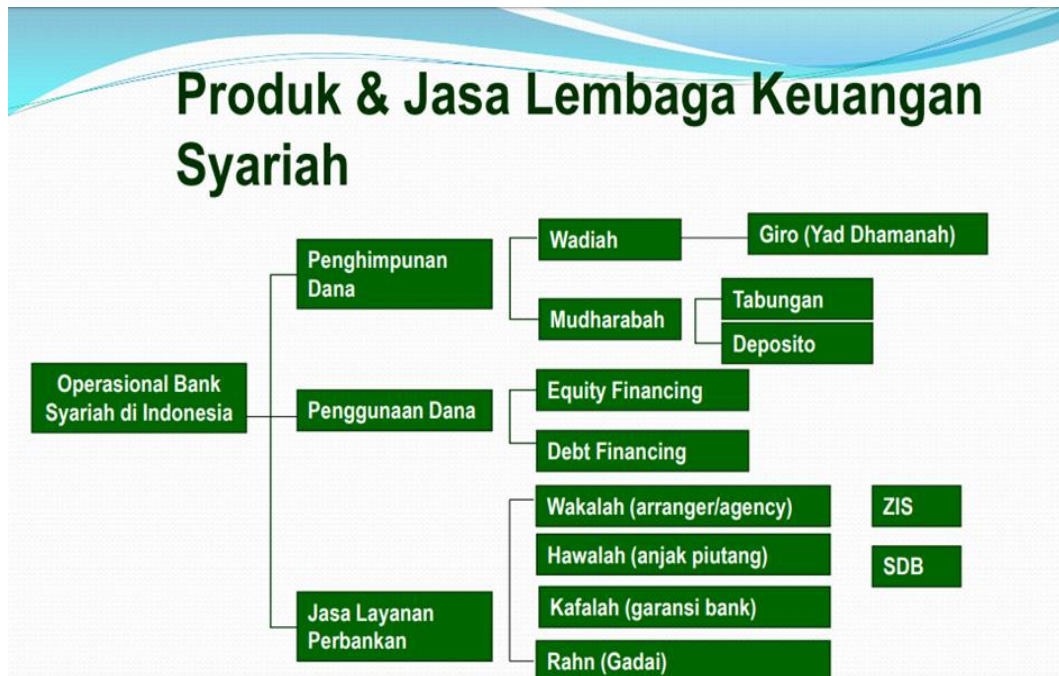 Produk & Jasa Lembaga Keuangan
Syariah
Operasional Bank
Syariah di Indonesia
Penghimpunan
Dana
Wadiah
Giro (Yad Dhamanah)
Mudharabah
Tabungan
Deposito
Penggunaan Dana
Equity Financing
Debt Financing
Jasa Layanan
Perbankan
Wakalah (arranger/agency)
Hawalah (anjak piutang)
Kafalah (garansi bank)
Rahn (Gadai)
ZIS
SDB